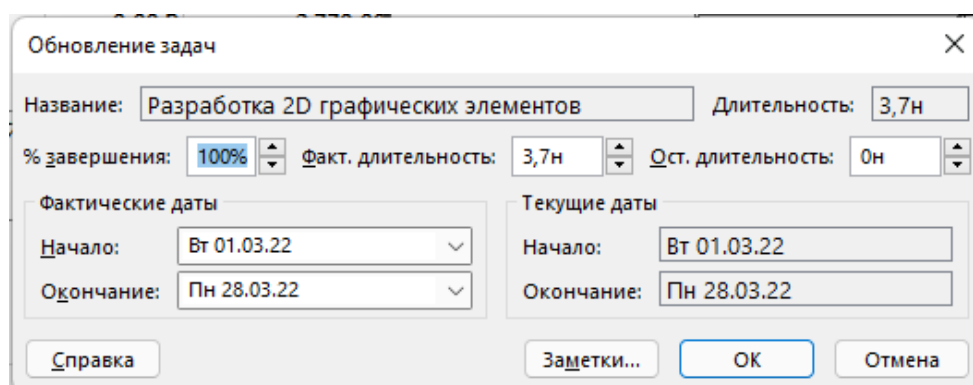 Обновление задач
Название: Разработка 2D графических элементов Длительность: 3,7н
% завершения: 100% Факт. длительность: 3,7н Ост. длительность: 0н
Фактические даты Текущие даты
Начало: Вт 01.03.22 Начало: Вт 01.03.22
Окончание: Пн 28.03.22 Окончание: Пн 28.03.22
Справка Заметки... ОК Отмена